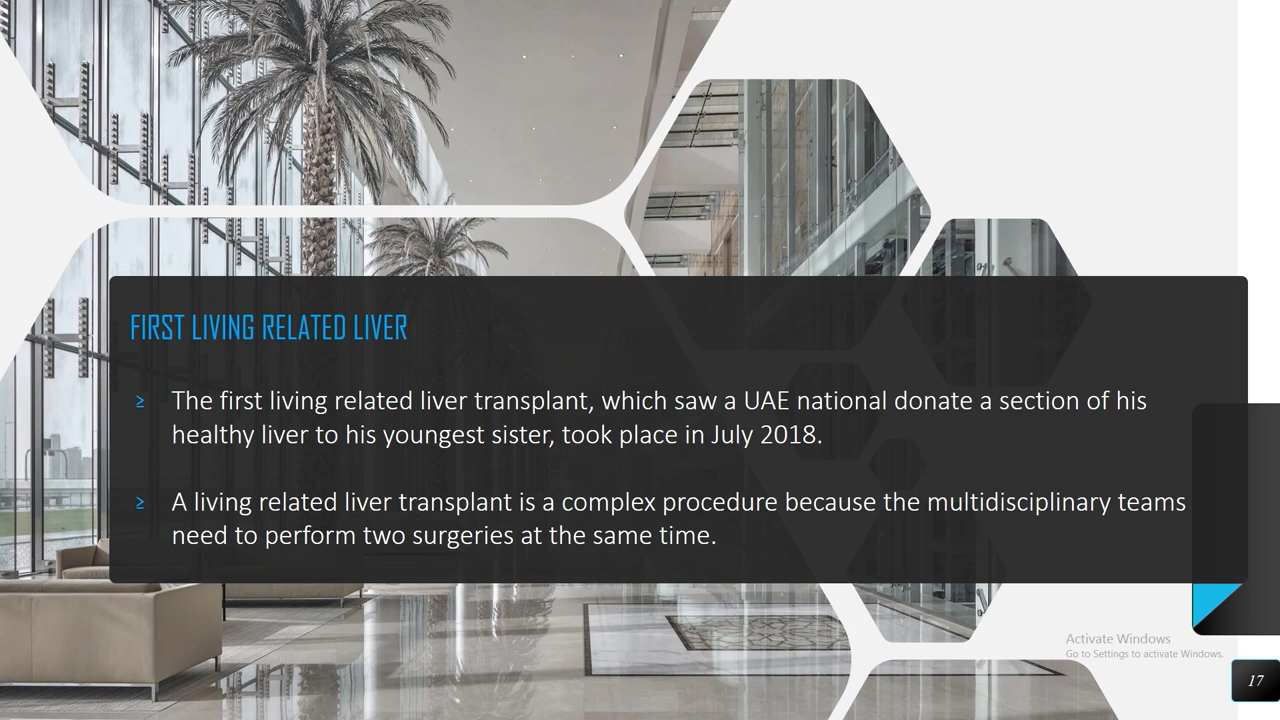 FIRST LIVING RELATED LIVER
≥ The first living related liver transplant, which saw a UAE national donate a section of his
healthy liver to his youngest sister, took place in July 2018.
≥ A living related liver transplant is a complex procedure because the multidisciplinary teams
need to perform two surgeries at the same time.
Activate Windows
Go to Settings to activate Windows.
17